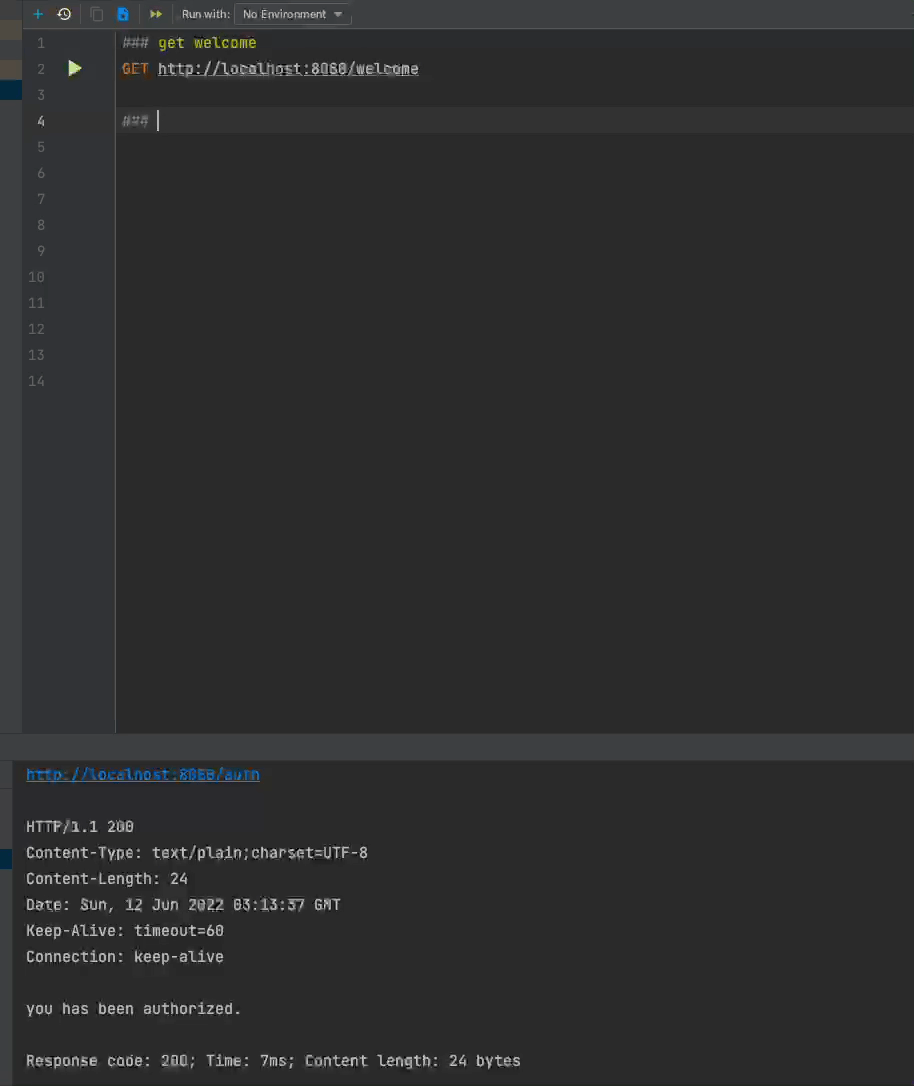 Run with: No Environment
1 ### get welcome
2 GET http://localhost:8080/welcome
3
4 ###
5
6
7
8
9
10
11
12
13
14
http://localhost:8080/auth
HTTP/1.1 200
Content-Type: text/plain;charset=UTF-8
Content-Length: 24
Date: Sun, 12 Jun 2022 03:13:37 GMT
Keep-Alive: timeout=60
Connection: keep-alive
you has been authorized.
Response code: 200; Time: 7ms; Content length: 24 bytes